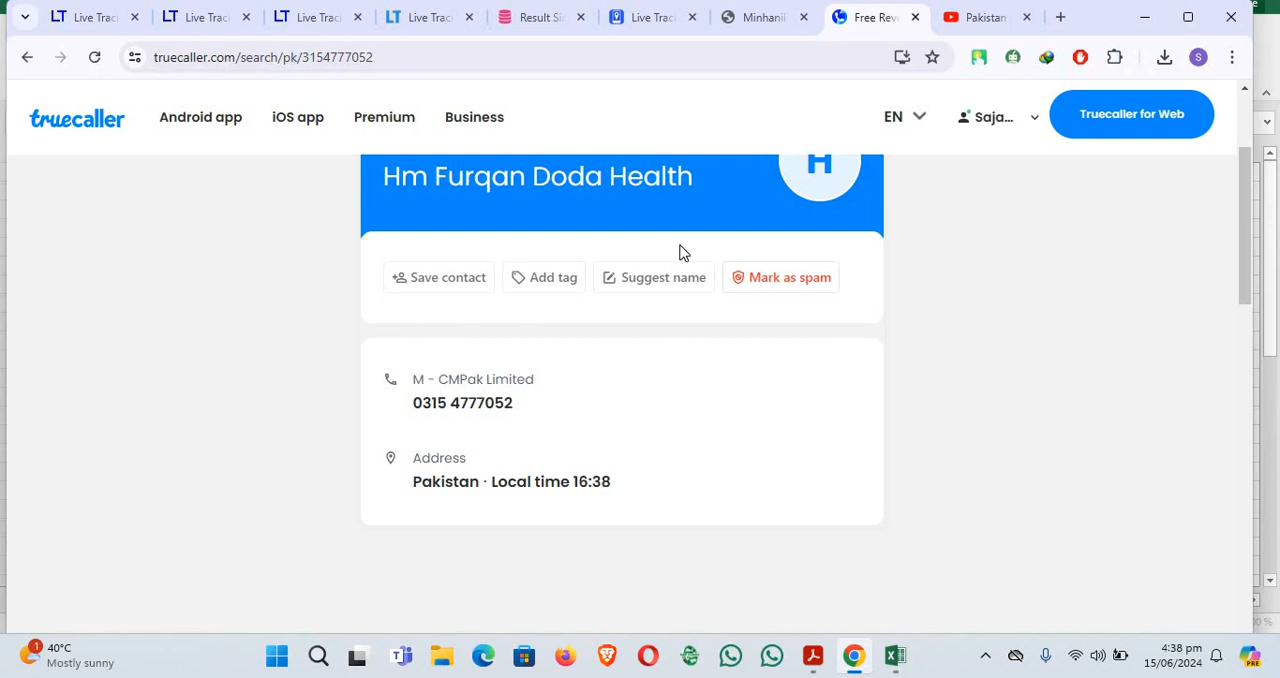 LT Live Trac
LT Live Trac
LT Live Trac
LT Live Trac
Result Si
Live Trac
Minhanil
Free Rev
Pakistan
truecaller.com/search/pk/3154777052
S
truecaller
Android app
iOS app
Premium
Business
EN
Saja...
Truecaller for Web
Hm Furqan Doda Health
H
Save contact
Add tag
Suggest name
Mark as spam
M - CMPak Limited
0315 4777052
Address
Pakistan · Local time 16:38
1
40°C
Mostly sunny
4:38 pm
15/06/2024
PRE